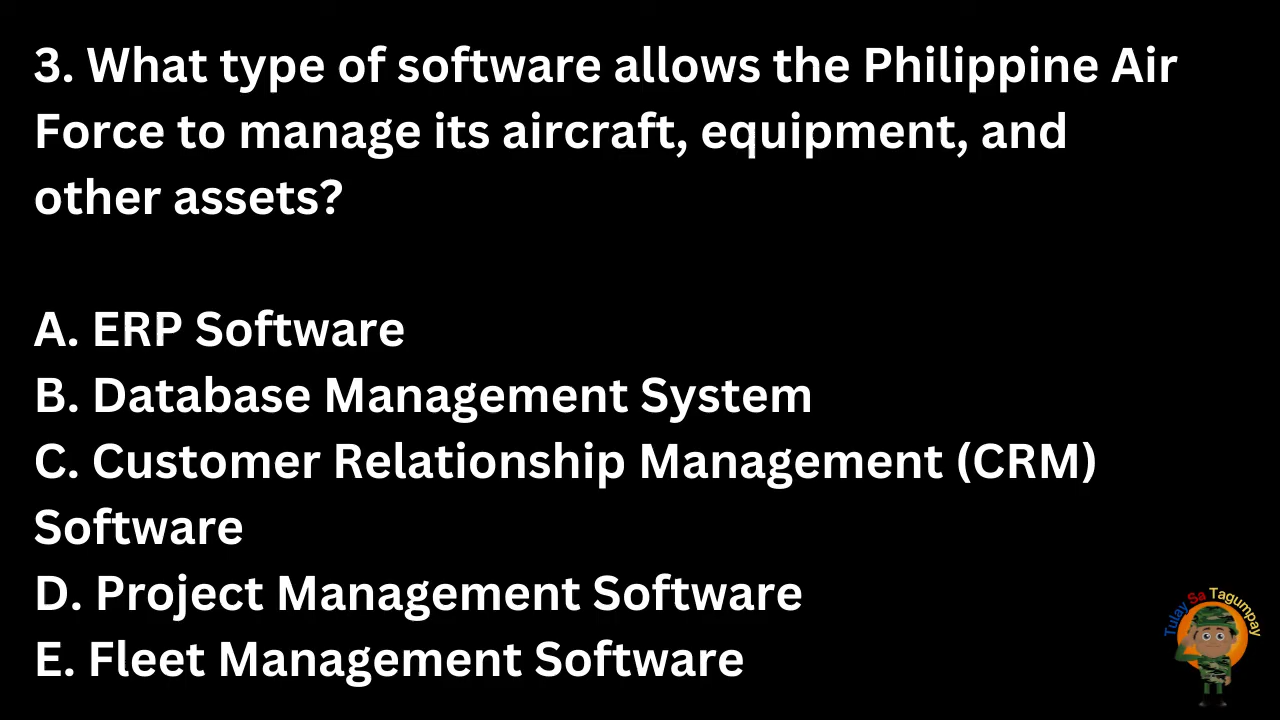 3. What type of software allows the Philippine Air
Force to manage its aircraft, equipment, and
other assets?
A. ERP Software
B. Database Management System
C. Customer Relationship Management (CRM)
Software
D. Project Management Software
E. Fleet Management Software
Tulay Sa Tagumpay